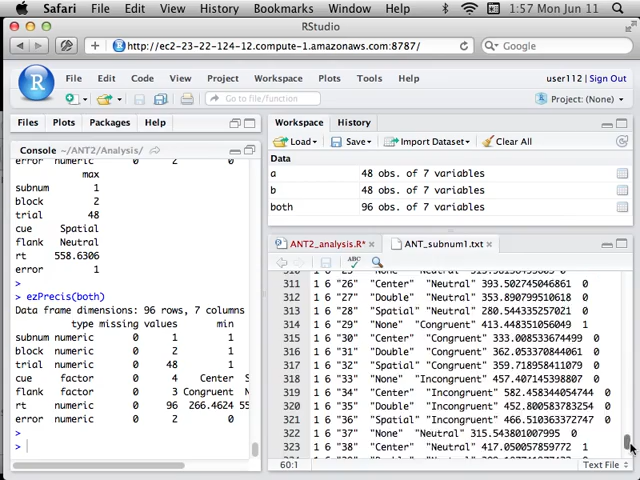 Safari File Edit View History Bookmarks Window Help 1:57 Mon Jun 11
RStudio
http://ec2-23-22-124-12.compute-1.amazonaws.com:8787/ Google
File Edit Code View Project Workspace Plots Tools Help user112 | Sign Out
Go to file/function Project: (None)
Files Plots Packages Help
Console ~/ANT2/Analysis/
error numeric 0 2 0
max
subnum 1
block 2
trial 48
cue Spatial
flank Neutral
rt 558.6306
error 1
>
> ezPrecis(both)
Data frame dimensions: 96 rows, 7 columns
type missing values min
subnum numeric 0 1 1
block numeric 0 2 1
trial numeric 0 48 1
cue factor 0 4 Center S
flank factor 0 3 Congruent N
rt numeric 0 96 266.4624 55
error numeric 0 2 0
>
>
Workspace History
Load Save Import Dataset Clear All
Data
a 48 obs. of 7 variables
b 48 obs. of 7 variables
both 96 obs. of 7 variables
ANT2_analysis.R* ANT_subnum1.txt
311 1 6 "26" "Center" "Neutral" 393.502745046861 0
312 1 6 "27" "Double" "Neutral" 353.890799510618 0
313 1 6 "28" "Spatial" "Neutral" 280.544335257025 0
314 1 6 "29" "None" "Congruent" 413.448351056049 1
315 1 6 "30" "Center" "Congruent" 333.008533674499 0
316 1 6 "31" "Double" "Congruent" 362.053370844061 0
317 1 6 "32" "Spatial" "Congruent" 359.718958411079 0
318 1 6 "33" "None" "Incongruent" 457.407145398807 0
319 1 6 "34" "Center" "Incongruent" 582.458344054744 0
320 1 6 "35" "Double" "Incongruent" 452.800583783254 0
321 1 6 "36" "Spatial" "Incongruent" 466.510363337472 0
322 1 6 "37" "None" "Neutral" 315.543801007995 0
323 1 6 "38" "Center" "Neutral" 417.050057859772 1
60:1 Text File